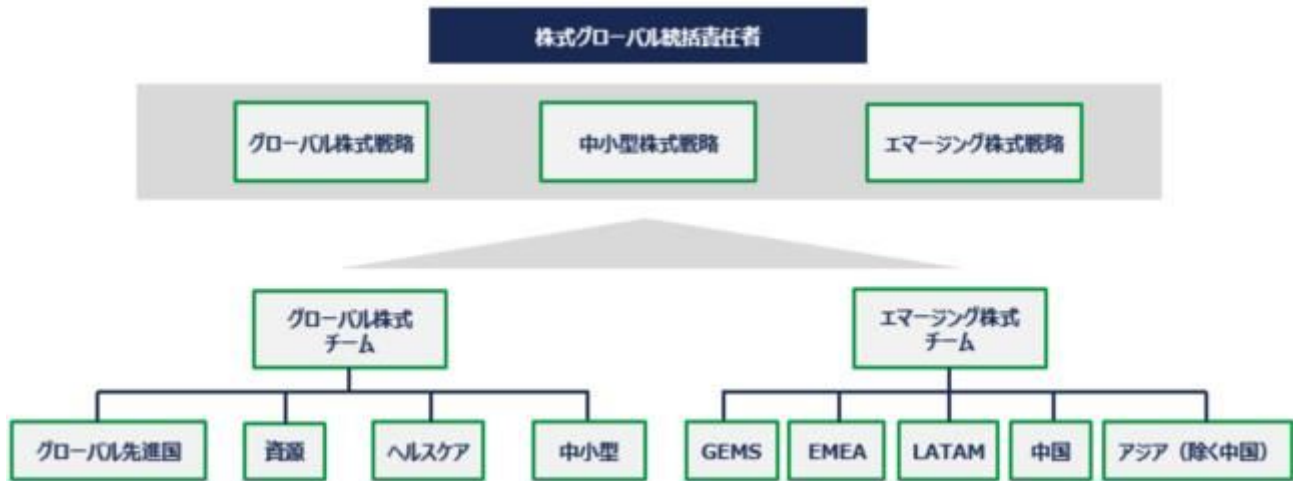 株式グローバル統括責任者
グローバル株式戦略
中小型株式戦略
エマージング株式戦略
グローバル株式
チーム
エマージング株式
チーム
グローバル先進国
資源
ヘルスケア
中小型
GEMS
EMEA
LATAM
中国
アジア（除く中国）